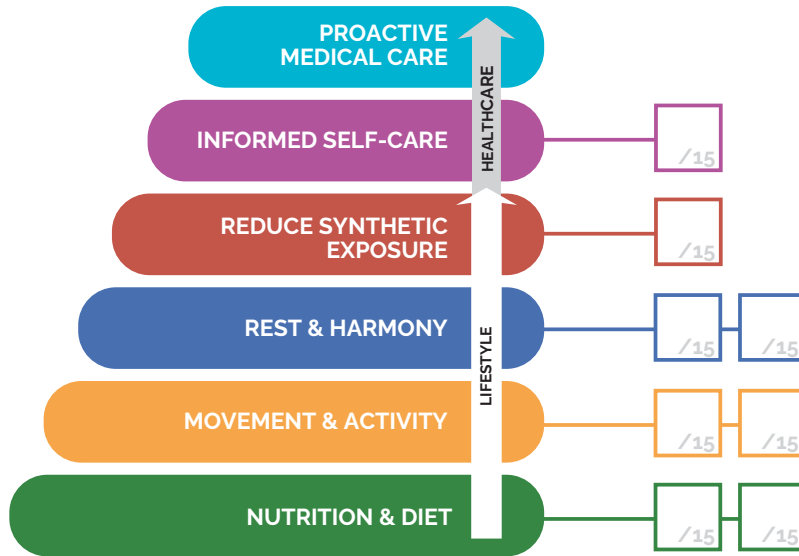 PROACTIVE
MEDICAL CARE
HEALTHCARE
INFORMED SELF-CARE
/15
REDUCE SYNTHETIC
EXPOSURE
/15
REST & HARMONY
/15
/15
LIFESTYLE
MOVEMENT & ACTIVITY
/15
/15
NUTRITION & DIET
/15
/15